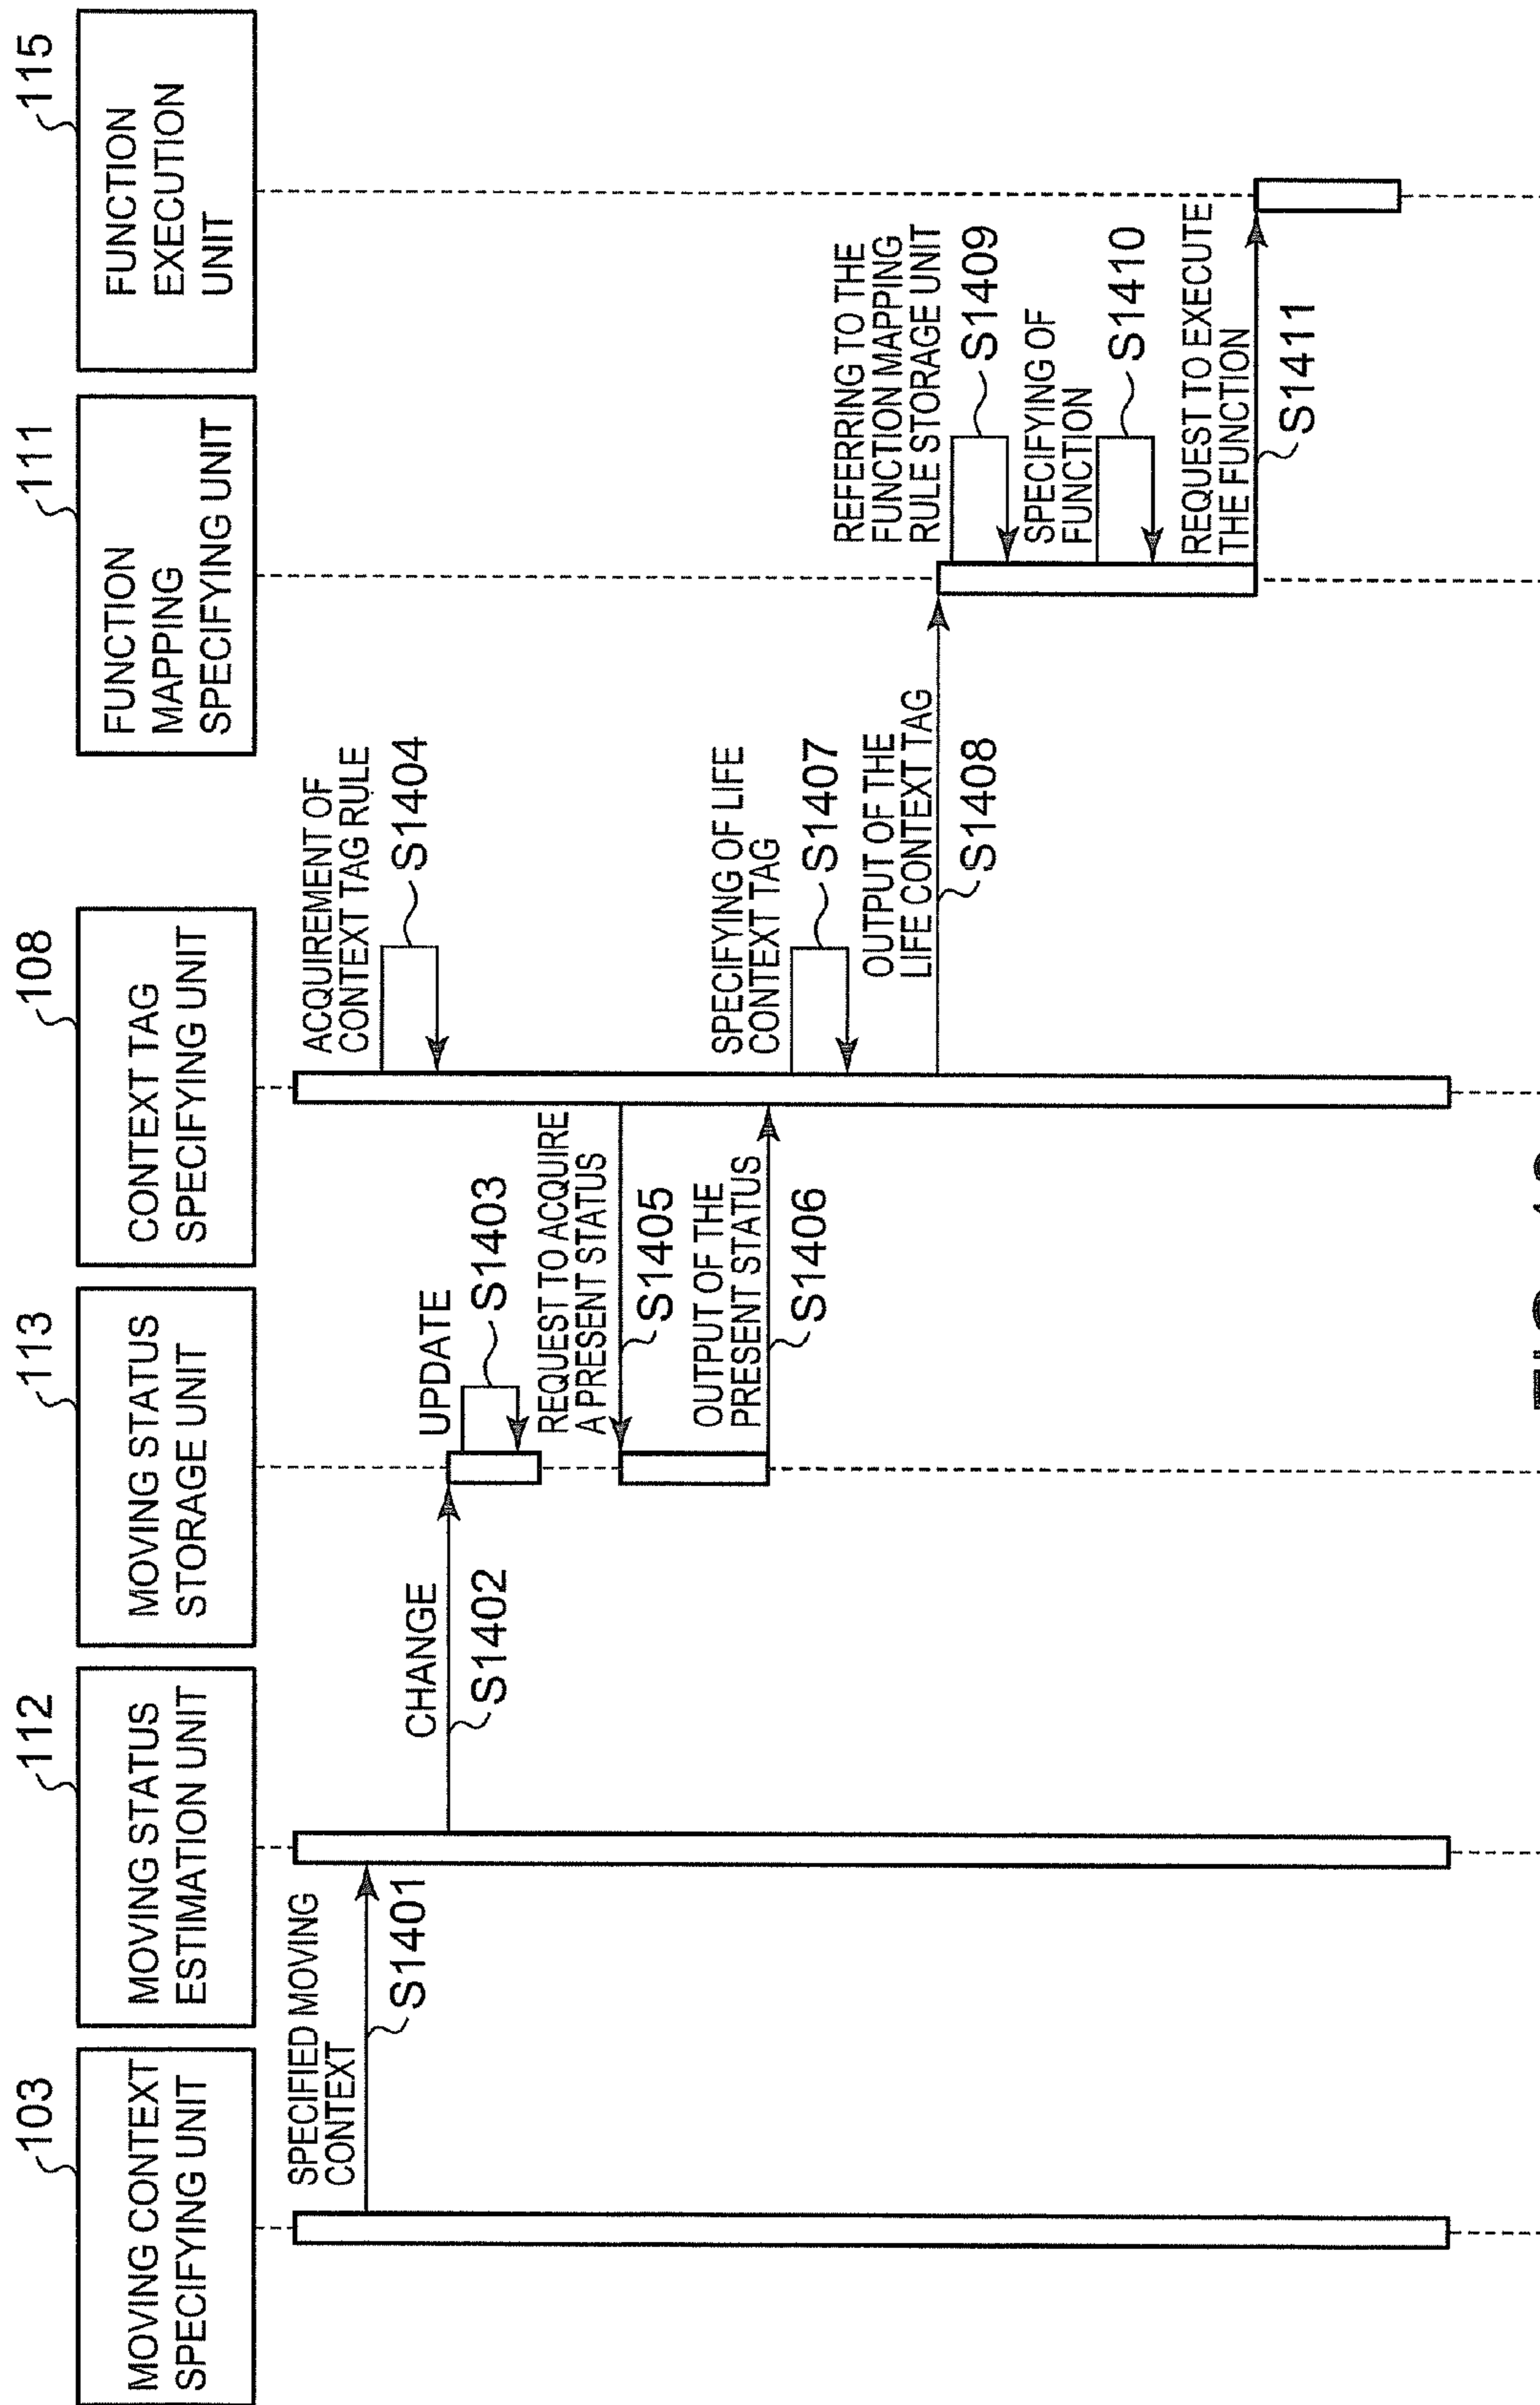 103
MOVING CONTEXT
SPECIFYING UNIT
112
MOVING STATUS
ESTIMATION UNIT
113
MOVING STATUS
STORAGE UNIT
108
CONTEXT TAG
SPECIFYING UNIT
111
FUNCTION
MAPPING
SPECIFYING UNIT
115
FUNCTION
EXECUTION
UNIT
SPECIFIED MOVING
CONTEXT
S1401
CHANGE
S1402
UPDATE
S1403
ACQUIREMENT OF
CONTEXT TAG RULE
S1404
REQUEST TO ACQUIRE
A PRESENT STATUS
S1405
OUTPUT OF THE
PRESENT STATUS
S1406
SPECIFYING OF LIFE
CONTEXT TAG
S1407
OUTPUT OF THE
LIFE CONTEXT TAG
S1408
REFERRING TO THE
FUNCTION MAPPING
RULE STORAGE UNIT
S1409
SPECIFYING OF
FUNCTION
S1410
REQUEST TO EXECUTE
THE FUNCTION
S1411